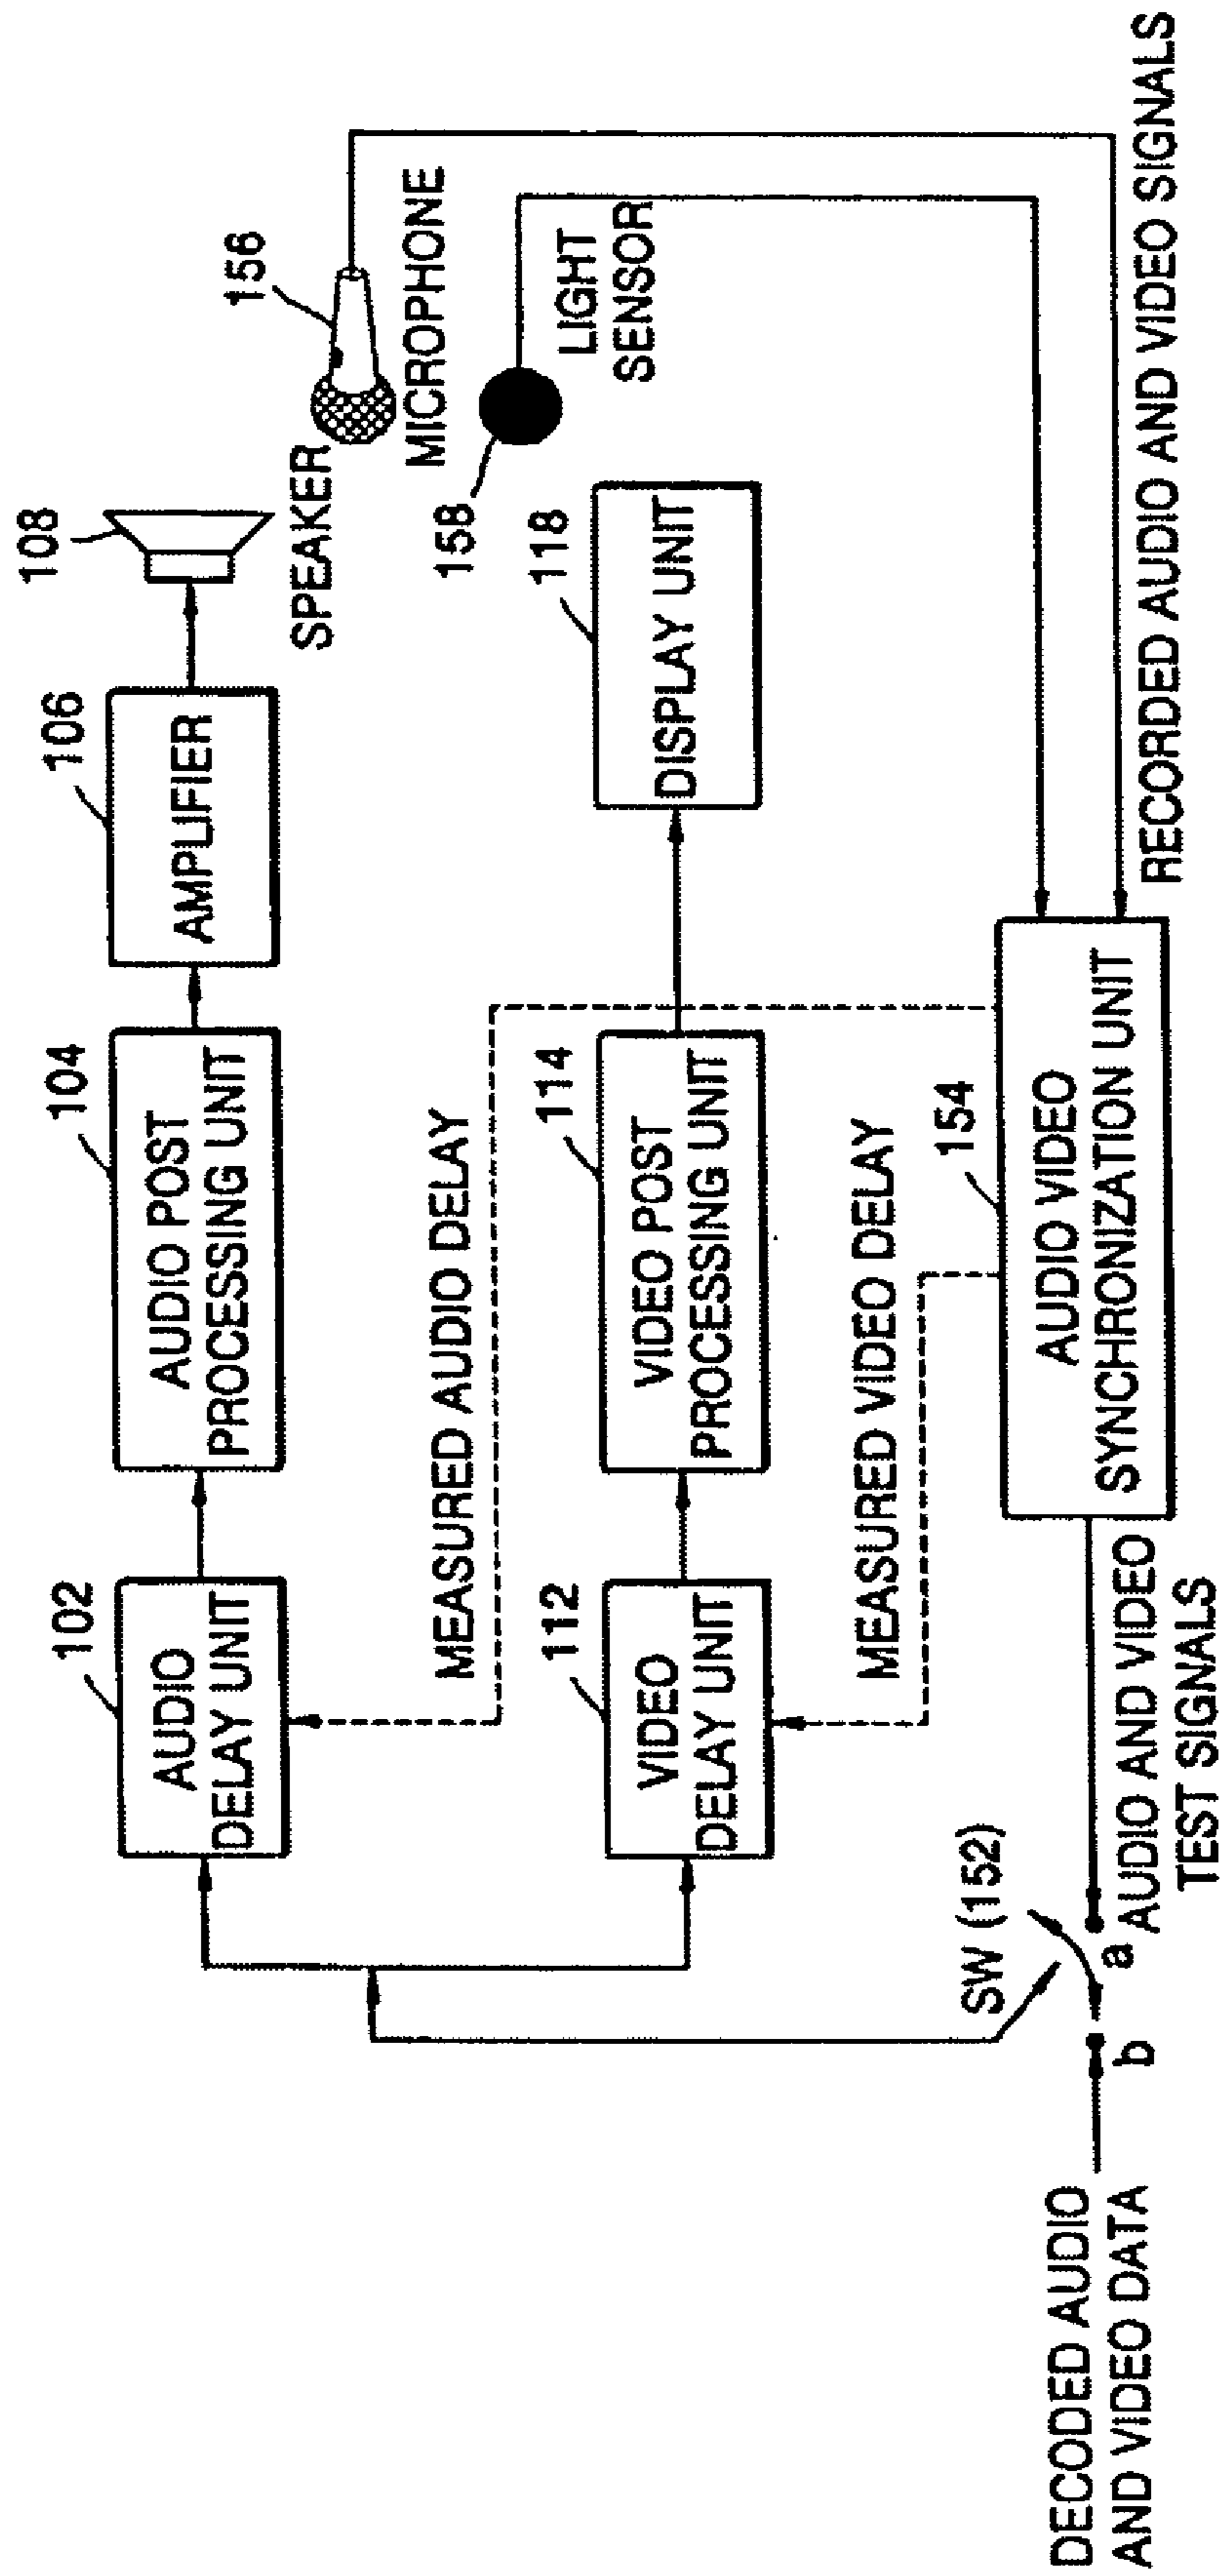 102
AUDIO
DELAY UNIT
104
AUDIO POST
PROCESSING UNIT
106
AMPLIFIER
108
SPEAKER
156
MICROPHONE
MEASURED AUDIO DELAY
158
LIGHT
SENSOR
112
VIDEO
DELAY UNIT
114
VIDEO POST
PROCESSING UNIT
118
DISPLAY UNIT
MEASURED VIDEO DELAY
SW (152)
154
AUDIO VIDEO
SYNCHRONIZATION UNIT
DECODED AUDIO
AND VIDEO DATA
b
a
AUDIO AND VIDEO
TEST SIGNALS
RECORDED AUDIO AND VIDEO SIGNALS